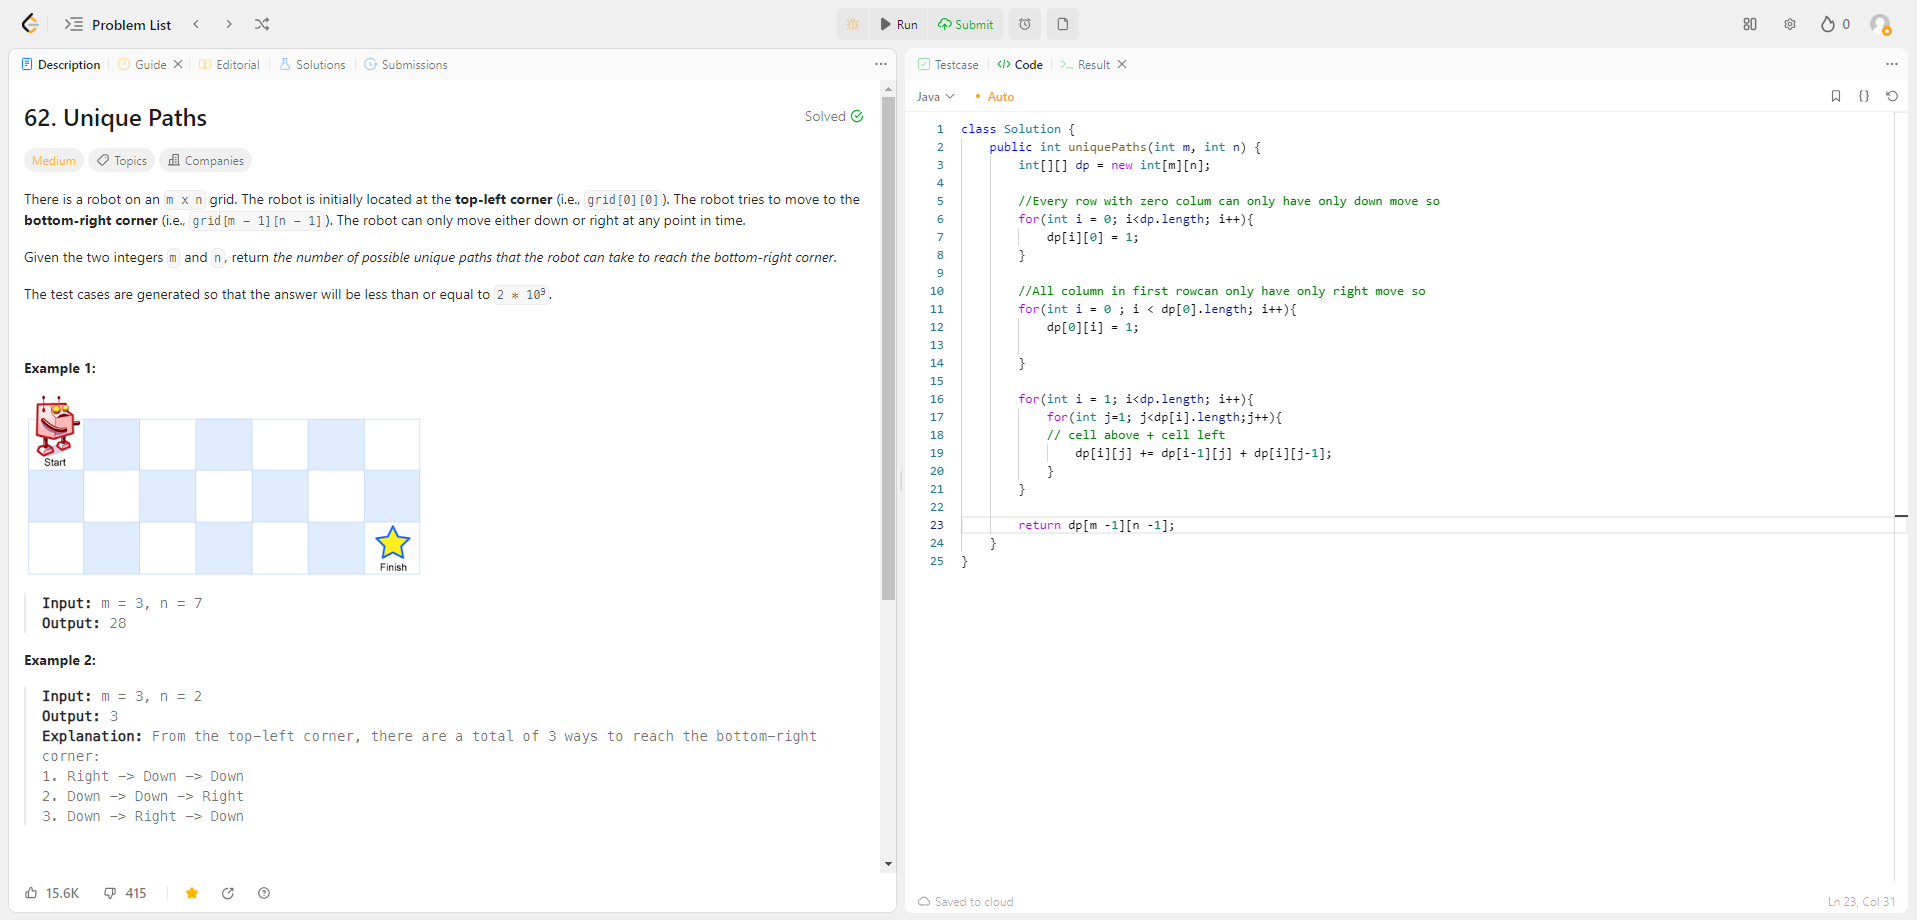 Problem List
Run
Submit
0
Description
Guide
Editorial
Solutions
Submissions
62. Unique Paths
Solved
Medium
Topics
Companies
There is a robot on an m x n grid. The robot is initially located at the top-left corner (i.e., grid[0][0]). The robot tries to move to the
bottom-right corner (i.e., grid[m - 1][n - 1]). The robot can only move either down or right at any point in time.
Given the two integers m and n, return the number of possible unique paths that the robot can take to reach the bottom-right corner.
The test cases are generated so that the answer will be less than or equal to 2 * 10⁹.
Example 1:
Start
Finish
Input: m = 3, n = 7
Output: 28
Example 2:
Input: m = 3, n = 2
Output: 3
Explanation: From the top-left corner, there are a total of 3 ways to reach the bottom-right
corner:
1. Right -> Down -> Down
2. Down -> Down -> Right
3. Down -> Right -> Down
15.6K
415
Testcase
</> Code
>_ Result
Java
• Auto
{}
1 class Solution {
2 public int uniquePaths(int m, int n) {
3 int[][] dp = new int[m][n];
4
5 //Every row with zero colum can only have only down move so
6 for(int i = 0; i<dp.length; i++){
7 dp[i][0] = 1;
8 }
9
10 //All column in first rowcan only have only right move so
11 for(int i = 0 ; i < dp[0].length; i++){
12 dp[0][i] = 1;
13
14 }
15
16 for(int i = 1; i<dp.length; i++){
17 for(int j=1; j<dp[i].length;j++){
18 // cell above + cell left
19 dp[i][j] += dp[i-1][j] + dp[i][j-1];
20 }
21 }
22
23 return dp[m -1][n -1];
24 }
25 }
Saved to cloud
Ln 23, Col 31